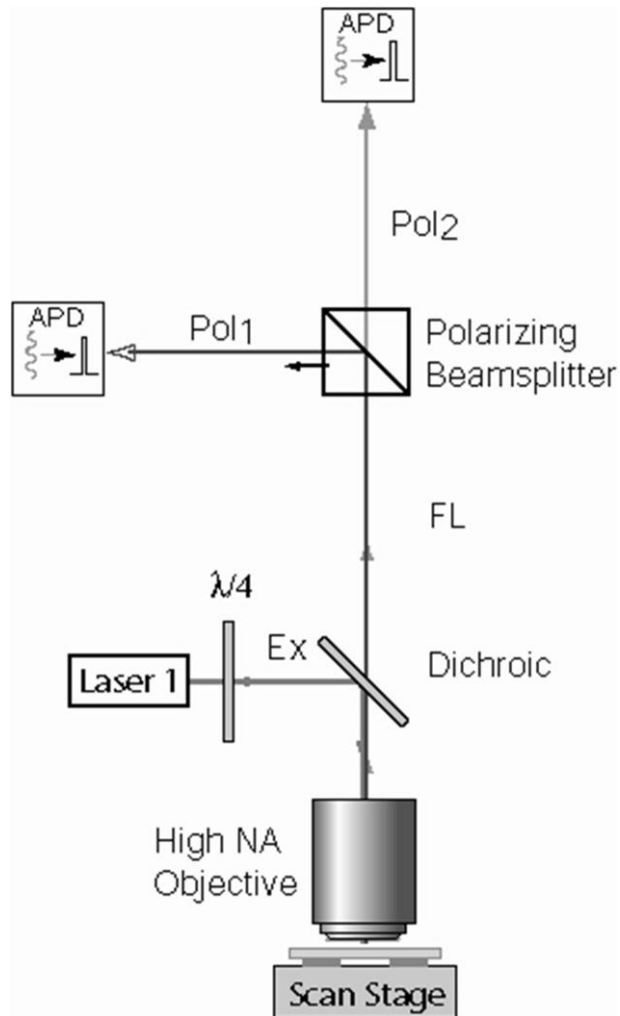 APD
Pol2
APD
Pol1
Polarizing
Beamsplitter
FL
λ/4
Ex
Dichroic
Laser 1
High NA
Objective
Scan Stage